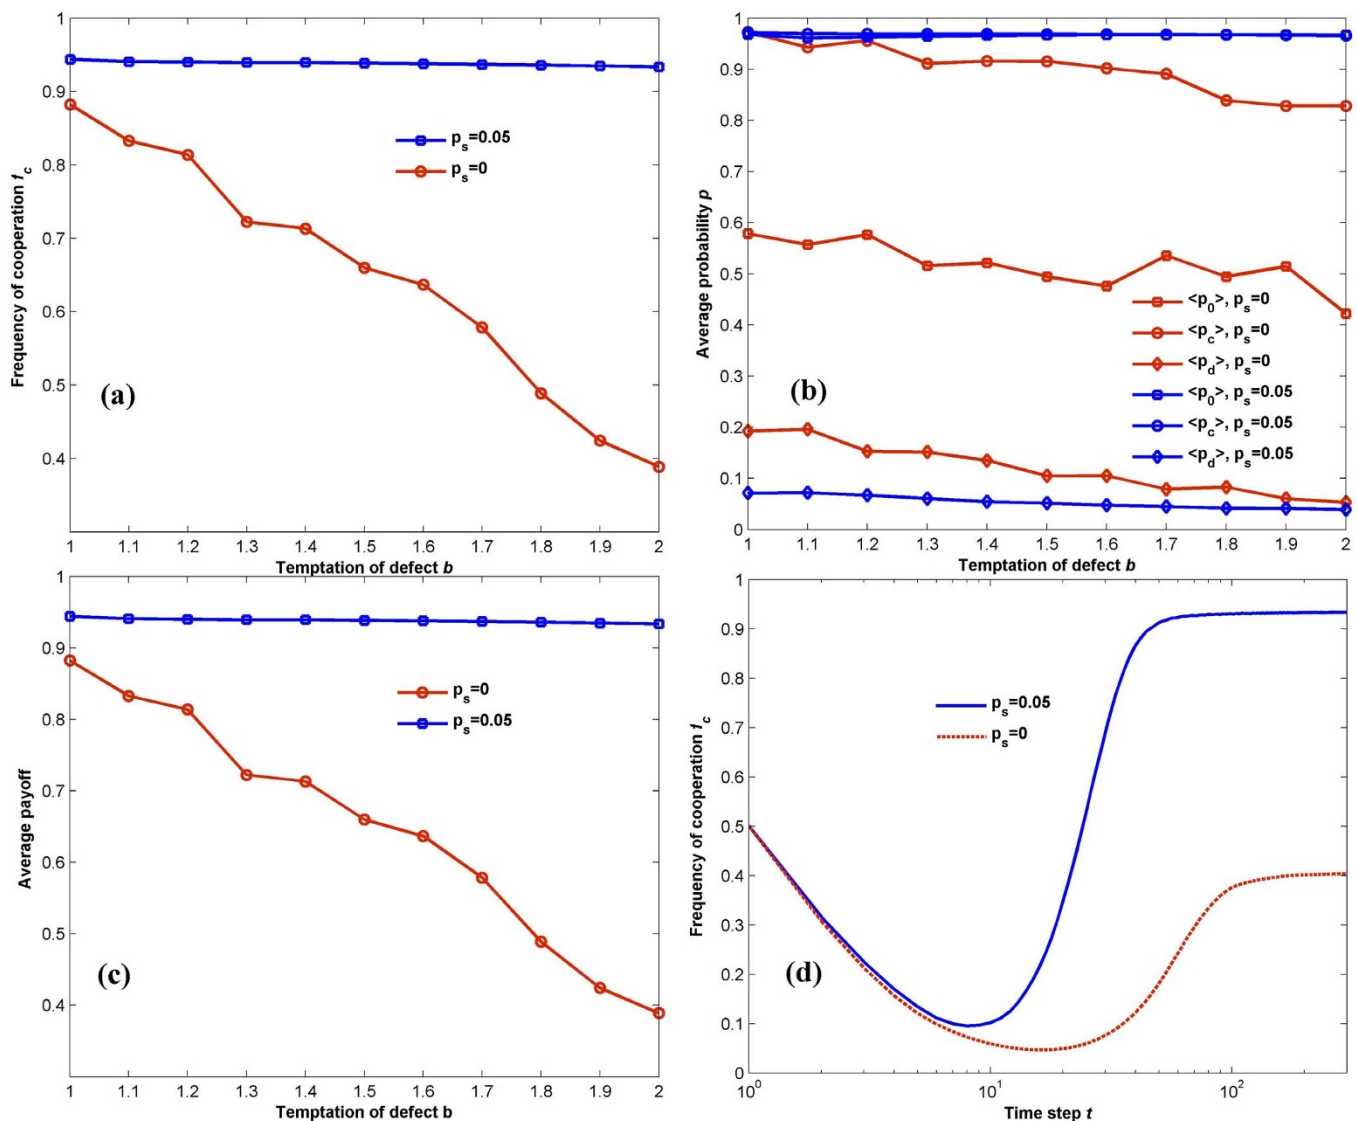 1
0.9
0.8
0.7
0.6
0.5
0.4
Frequency of cooperation f_c
p_s=0.05
p_s=0
(a)
1 1.1 1.2 1.3 1.4 1.5 1.6 1.7 1.8 1.9 2
Temptation of defect b
1
0.9
0.8
0.7
0.6
0.5
0.4
0.3
0.2
0.1
0
Average probability p
<p_0>, p_s=0
<p_c>, p_s=0
<p_d>, p_s=0
<p_0>, p_s=0.05
<p_c>, p_s=0.05
<p_d>, p_s=0.05
(b)
1 1.1 1.2 1.3 1.4 1.5 1.6 1.7 1.8 1.9 2
Temptation of defect b
1
0.9
0.8
0.7
0.6
0.5
0.4
Average payoff
p_s=0
p_s=0.05
(c)
1 1.1 1.2 1.3 1.4 1.5 1.6 1.7 1.8 1.9 2
Temptation of defect b
1
0.9
0.8
0.7
0.6
0.5
0.4
0.3
0.2
0.1
0
Frequency of cooperation f_c
p_s=0.05
p_s=0
(d)
10^0 10^1 10^2
Time step t